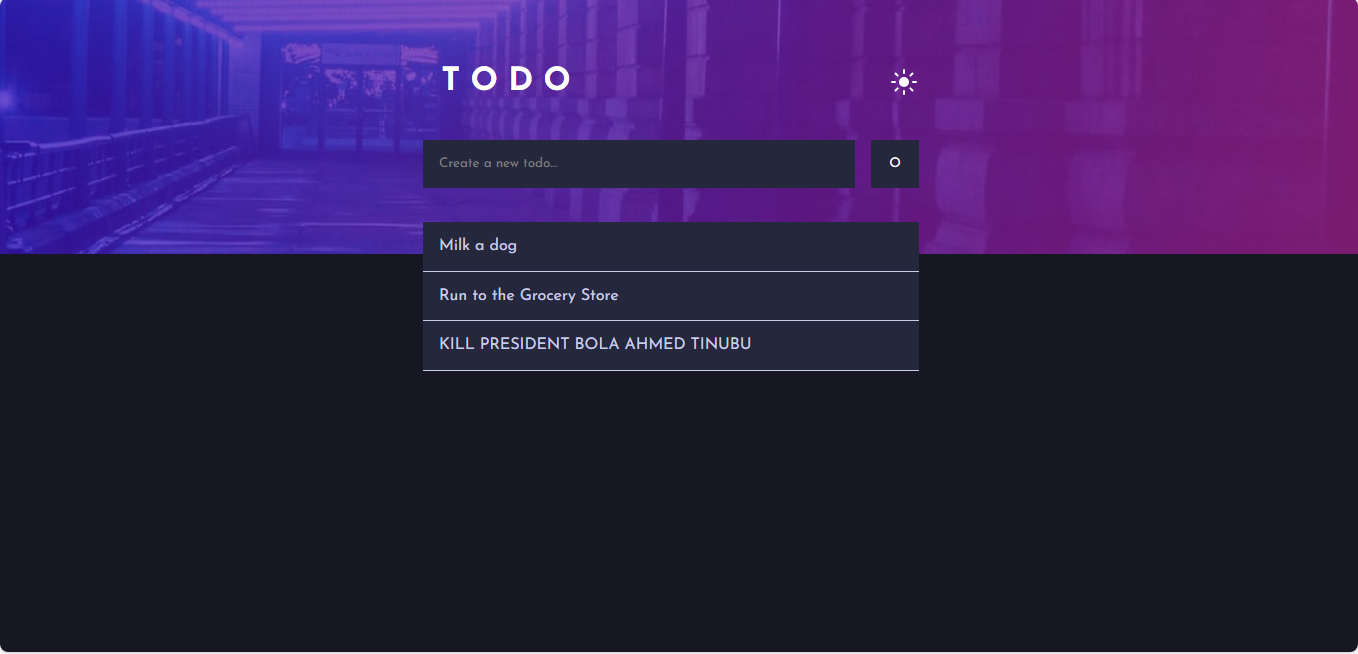 TODO
Create a new todo...
O
Milk a dog
Run to the Grocery Store
KILL PRESIDENT BOLA AHMED TINUBU